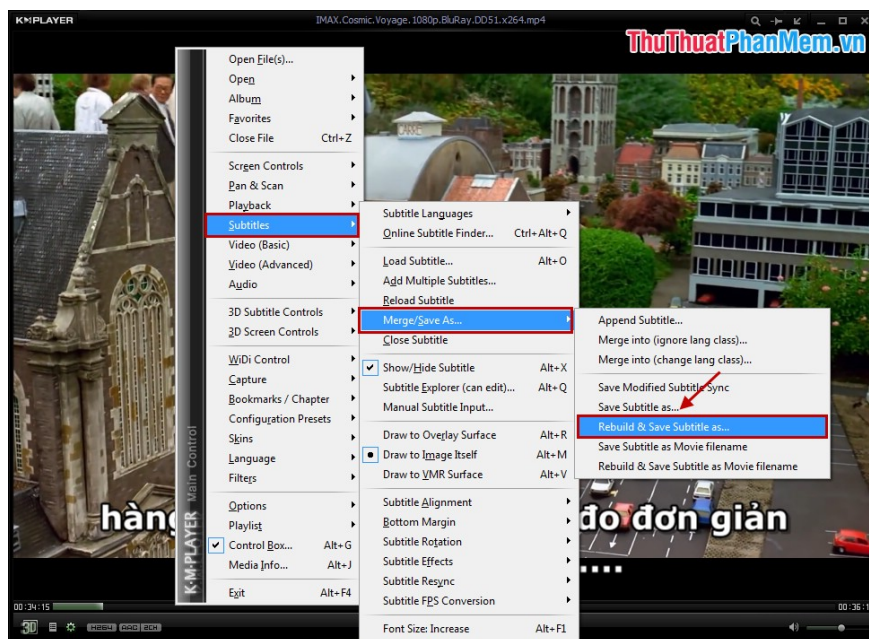 K·M·PLAYER
IMAX.Cosmic.Voyage.1080p.BluRay.DD51.x264.mp4
ThuThuatPhanMem.vn
Open File(s)...
Open
Album
Favorites
Close File Ctrl+Z
Screen Controls
Pan & Scan
Playback
Subtitles
Video (Basic)
Video (Advanced)
Audio
3D Subtitle Controls
3D Screen Controls
WiDi Control
Capture
Bookmarks / Chapter
Configuration Presets
Skins
Language
Filters
Options
Playlist
Control Box... Alt+G
Media Info... Alt+J
Exit Alt+F4
K·M·PLAYER Main Control
Subtitle Languages
Online Subtitle Finder... Ctrl+Alt+Q
Load Subtitle... Alt+O
Add Multiple Subtitles...
Reload Subtitle
Merge/Save As...
Close Subtitle
Show/Hide Subtitle Alt+X
Subtitle Explorer (can edit)... Alt+Q
Manual Subtitle Input...
Draw to Overlay Surface Alt+R
Draw to Image Itself Alt+M
Draw to VMR Surface Alt+V
Subtitle Alignment
Bottom Margin
Subtitle Rotation
Subtitle Effects
Subtitle Resync
Subtitle FPS Conversion
Font Size: Increase Alt+F1
Append Subtitle...
Merge into (ignore lang class)...
Merge into (change lang class)...
Save Modified Subtitle Sync
Save Subtitle as...
Rebuild & Save Subtitle as...
Save Subtitle as Movie filename
Rebuild & Save Subtitle as Movie filename
hàng
đo đơn giản
00:34:15
00:36:1
3D
H264 AAC 2CH